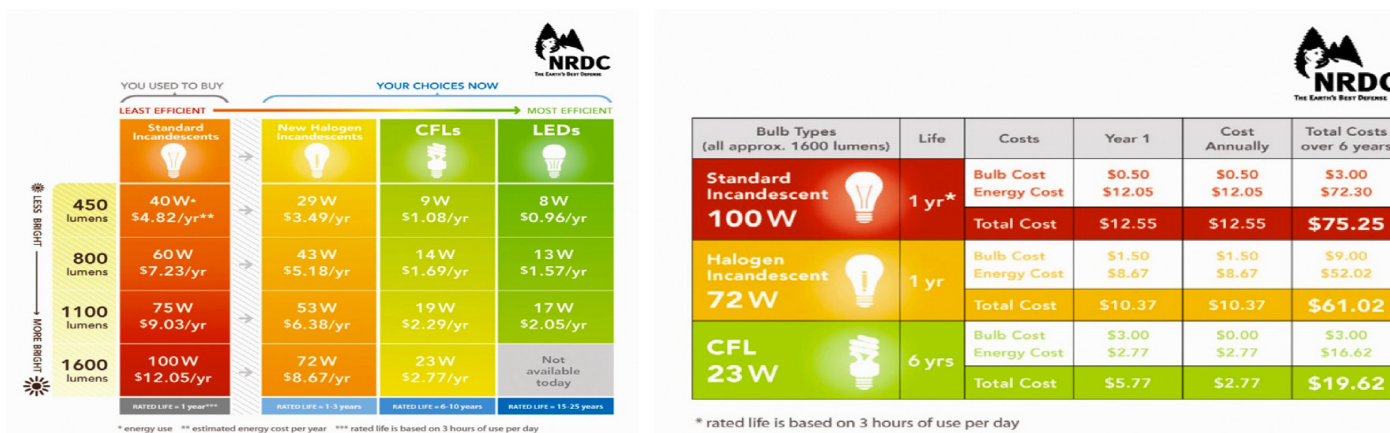 NRDC
THE EARTH'S BEST DEFENSE
YOU USED TO BUY
YOUR CHOICES NOW
LEAST EFFICIENT
MOST EFFICIENT
Standard
Incandescents
New Halogen
Incandescents
CFLs
LEDs
LESS BRIGHT
MORE BRIGHT
450
lumens
40W*
$4.82/yr**
29W
$3.49/yr
9W
$1.08/yr
8W
$0.96/yr
800
lumens
60W
$7.23/yr
43W
$5.18/yr
14W
$1.69/yr
13W
$1.57/yr
1100
lumens
75W
$9.03/yr
53W
$6.38/yr
19W
$2.29/yr
17W
$2.05/yr
1600
lumens
100W
$12.05/yr
72W
$8.67/yr
23W
$2.77/yr
Not
available
today
RATED LIFE = 1 year***
RATED LIFE = 1-3 years
RATED LIFE = 6-10 years
RATED LIFE = 15-25 years
* energy use ** estimated energy cost per year *** rated life is based on 3 hours of use per day
NRDC
THE EARTH'S BEST DEFENSE
Bulb Types
(all approx. 1600 lumens)
Life
Costs
Year 1
Cost
Annually
Total Costs
over 6 years
Standard
Incandescent
100W
1 yr*
Bulb Cost $0.50 $0.50 $3.00
Energy Cost $12.05 $12.05 $72.30
Total Cost $12.55 $12.55 $75.25
Halogen
Incandescent
72W
1 yr
Bulb Cost $1.50 $1.50 $9.00
Energy Cost $8.67 $8.67 $52.02
Total Cost $10.37 $10.37 $61.02
CFL
23W
6 yrs
Bulb Cost $3.00 $0.00 $3.00
Energy Cost $2.77 $2.77 $16.62
Total Cost $5.77 $2.77 $19.62
* rated life is based on 3 hours of use per day